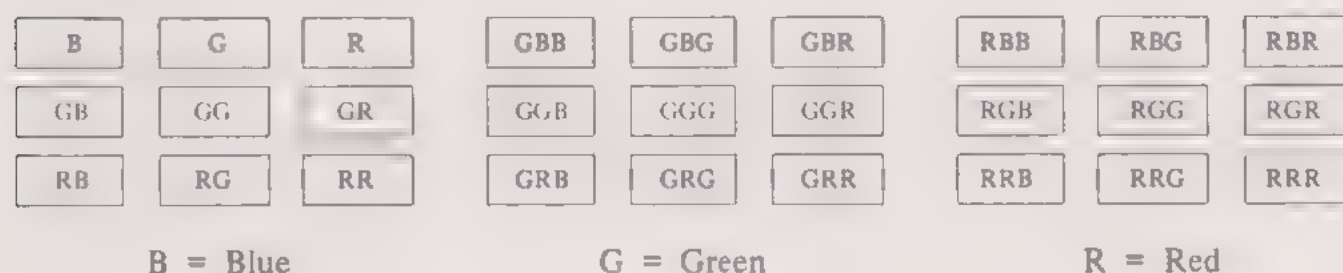 B G R GBB GBG GBR RBB RBG RBR
GB GG GR GGB GGG GGR RGB RGG RGR
RB RG RR GRB GRG GRR RRB RRG RRR
B = Blue G = Green R = Red